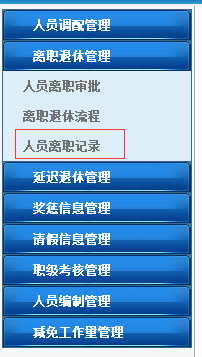 人员调配管理
离职退休管理
人员离职审批
离职退休流程
人员离职记录
延迟退休管理
奖惩信息管理
请假信息管理
职级考核管理
人员编制管理
减免工作量管理